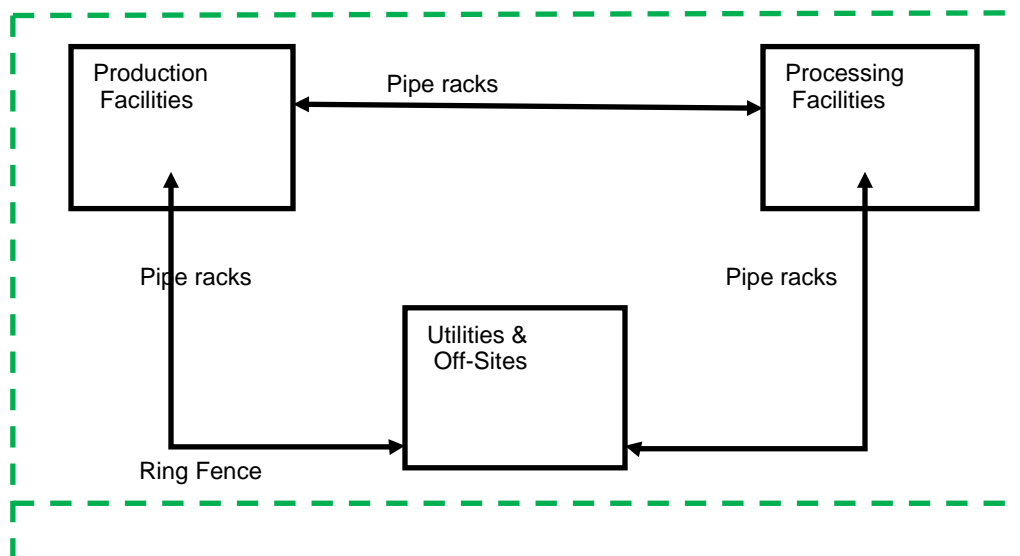 Production
Facilities
Pipe racks
Processing
Facilities
Pipe racks
Pipe racks
Utilities &
Off-Sites
Ring Fence